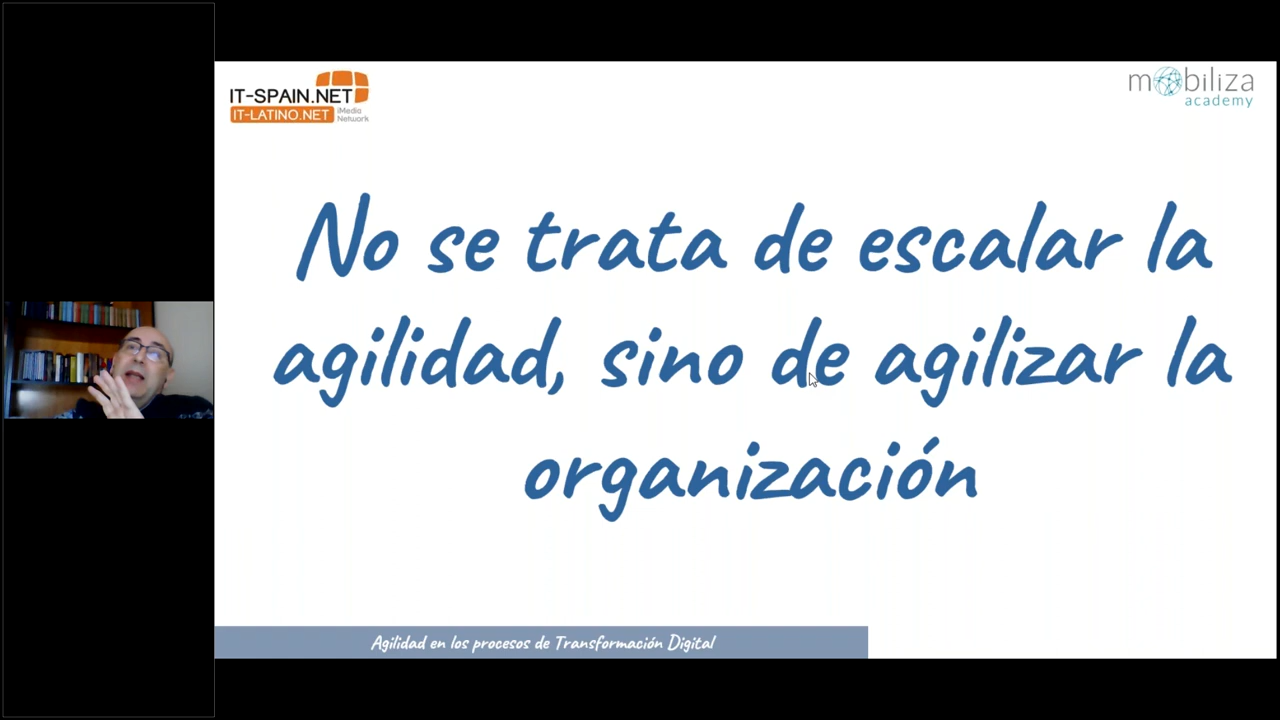 IT-SPAIN.NET
IT-LATINO.NET
iMedia
Network
mobiliza
academy
No se trata de escalar la
agilidad, sino de agilizar la
organización
Agilidad en los procesos de Transformación Digital